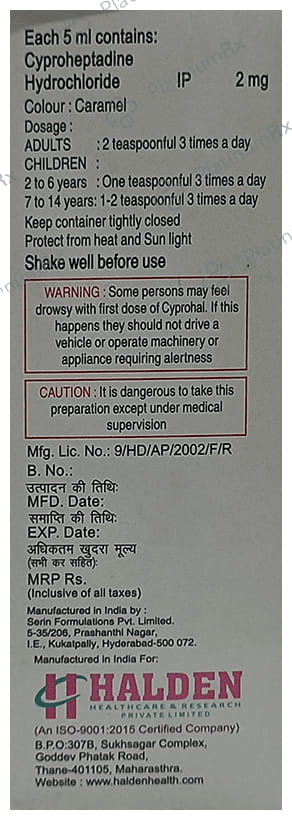 Each 5 ml contains:
Cyproheptadine
Hydrochloride IP 2 mg
Colour : Caramel
Dosage :
ADULTS : 2 teaspoonful 3 times a day
CHILDREN :
2 to 6 years : One teaspoonful 3 times a day
7 to 14 years: 1-2 teaspoonful 3 times a day
Keep container tightly closed
Protect from heat and Sun light
Shake well before use
WARNING : Some persons may feel
drowsy with first dose of Cyprohal. If this
happens they should not drive a
vehicle or operate machinery or
appliance requiring alertness
CAUTION : It is dangerous to take this
preparation except under medical
supervision
Mfg. Lic. No.: 9/HD/AP/2002/F/R
B. No.:
उत्पादन की तिथि:
MFD. Date:
समाप्ति की तिथि:
EXP. Date:
अधिकतम खुदरा मूल्य
(सभी कर सहित):
MRP Rs.
(Inclusive of all taxes)
Manufactured in India by :
Serin Formulations Pvt. Limited.
5-35/206, Prashanthi Nagar,
I.E., Kukatpally, Hyderabad-500 072.
Manufactured in India For:
HALDEN
HEALTHCARE & RESEARCH
PRIVATE LIMITED
(An ISO-9001:2015 Certified Company)
B.P.O:307B, Sukhsagar Complex,
Goddev Phatak Road,
Thane-401105, Maharasthra.
Website : www.haldenhealth.com
PlatinumRx